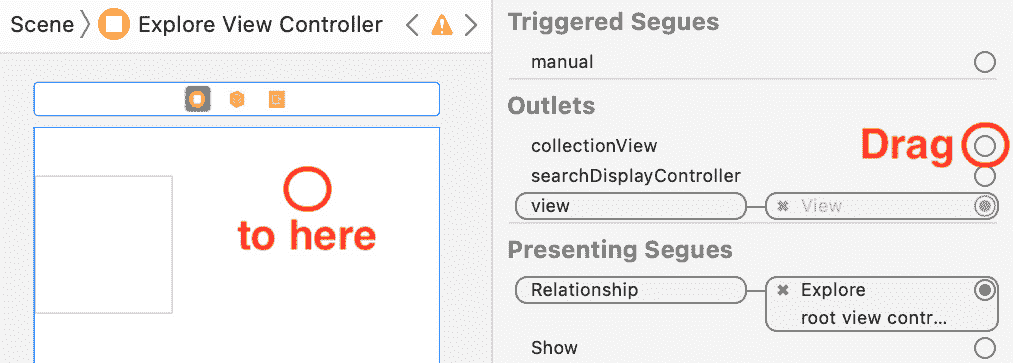 Scene Explore View Controller
to here
Triggered Segues
manual
Outlets
collectionView
Drag
searchDisplayController
view View
Presenting Segues
Relationship Explore
root view contr...
Show